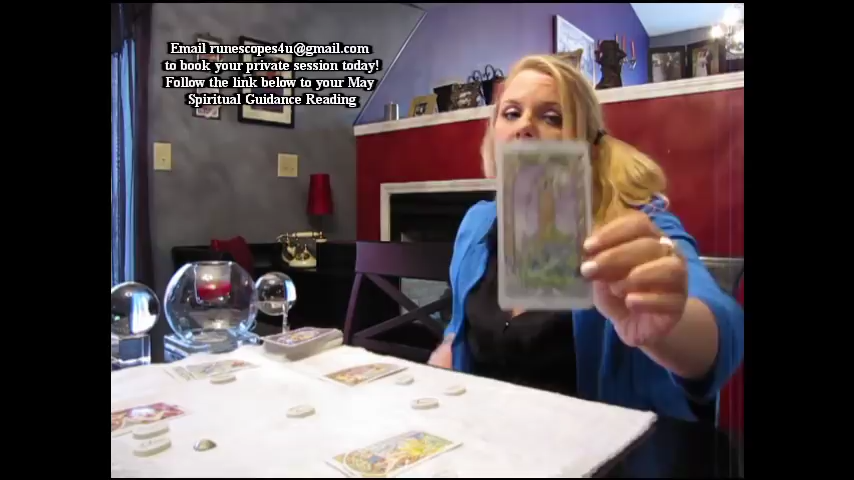 Email runescopes4u@gmail.com
to book your private session today!
Follow the link below to your May
Spiritual Guidance Reading